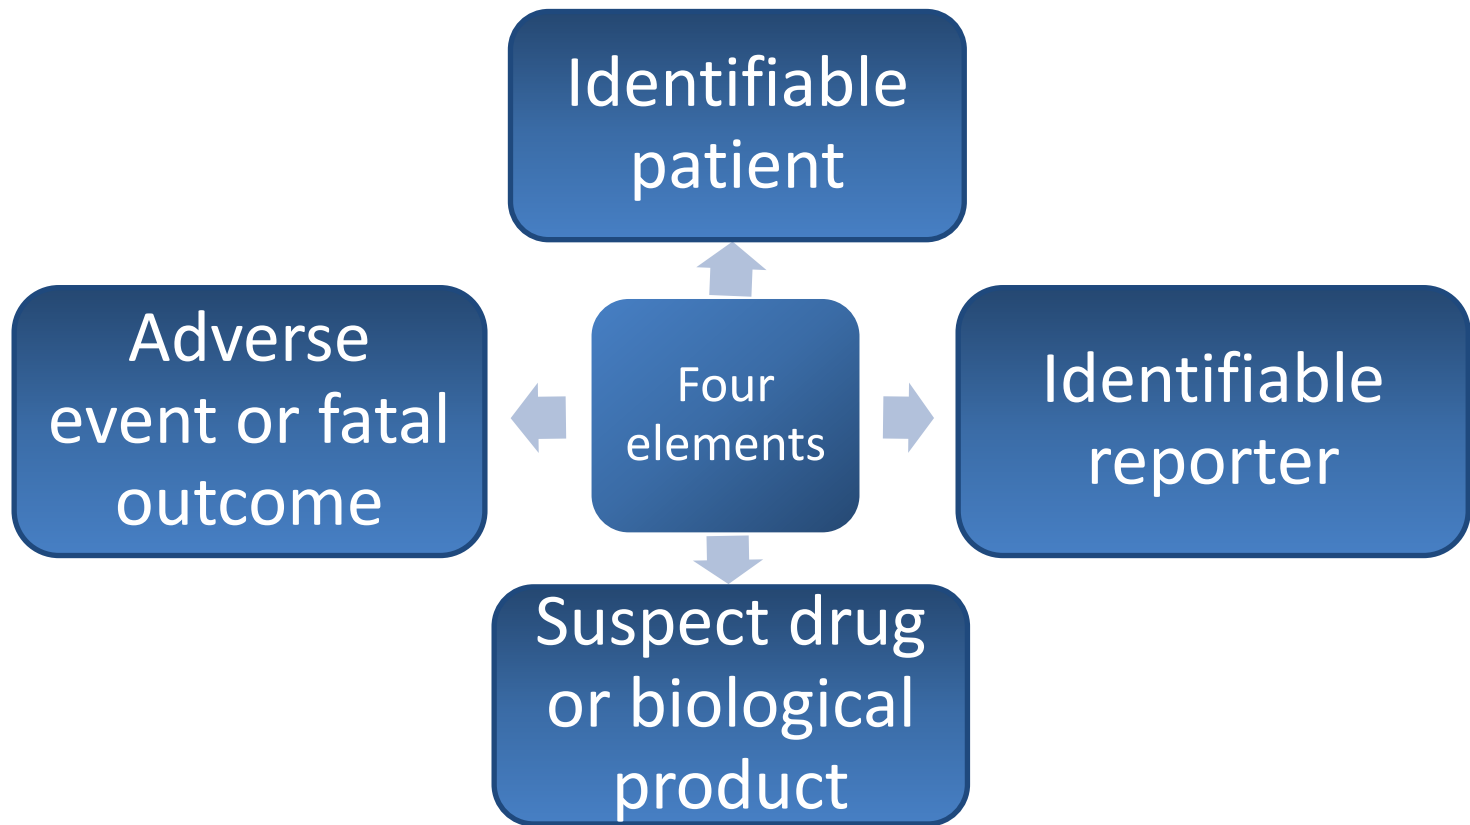 Identifiable
patient
Adverse
event or fatal
outcome
Four
elements
Identifiable
reporter
Suspect drug
or biological
product